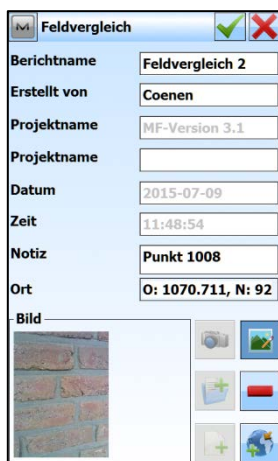 Feldvergleich
Berichtname Feldvergleich 2
Erstellt von Coenen
Projektname MF-Version 3.1
Projektname
Datum 2015-07-09
Zeit 11:48:54
Notiz Punkt 1008
Ort O: 1070.711, N: 92
Bild